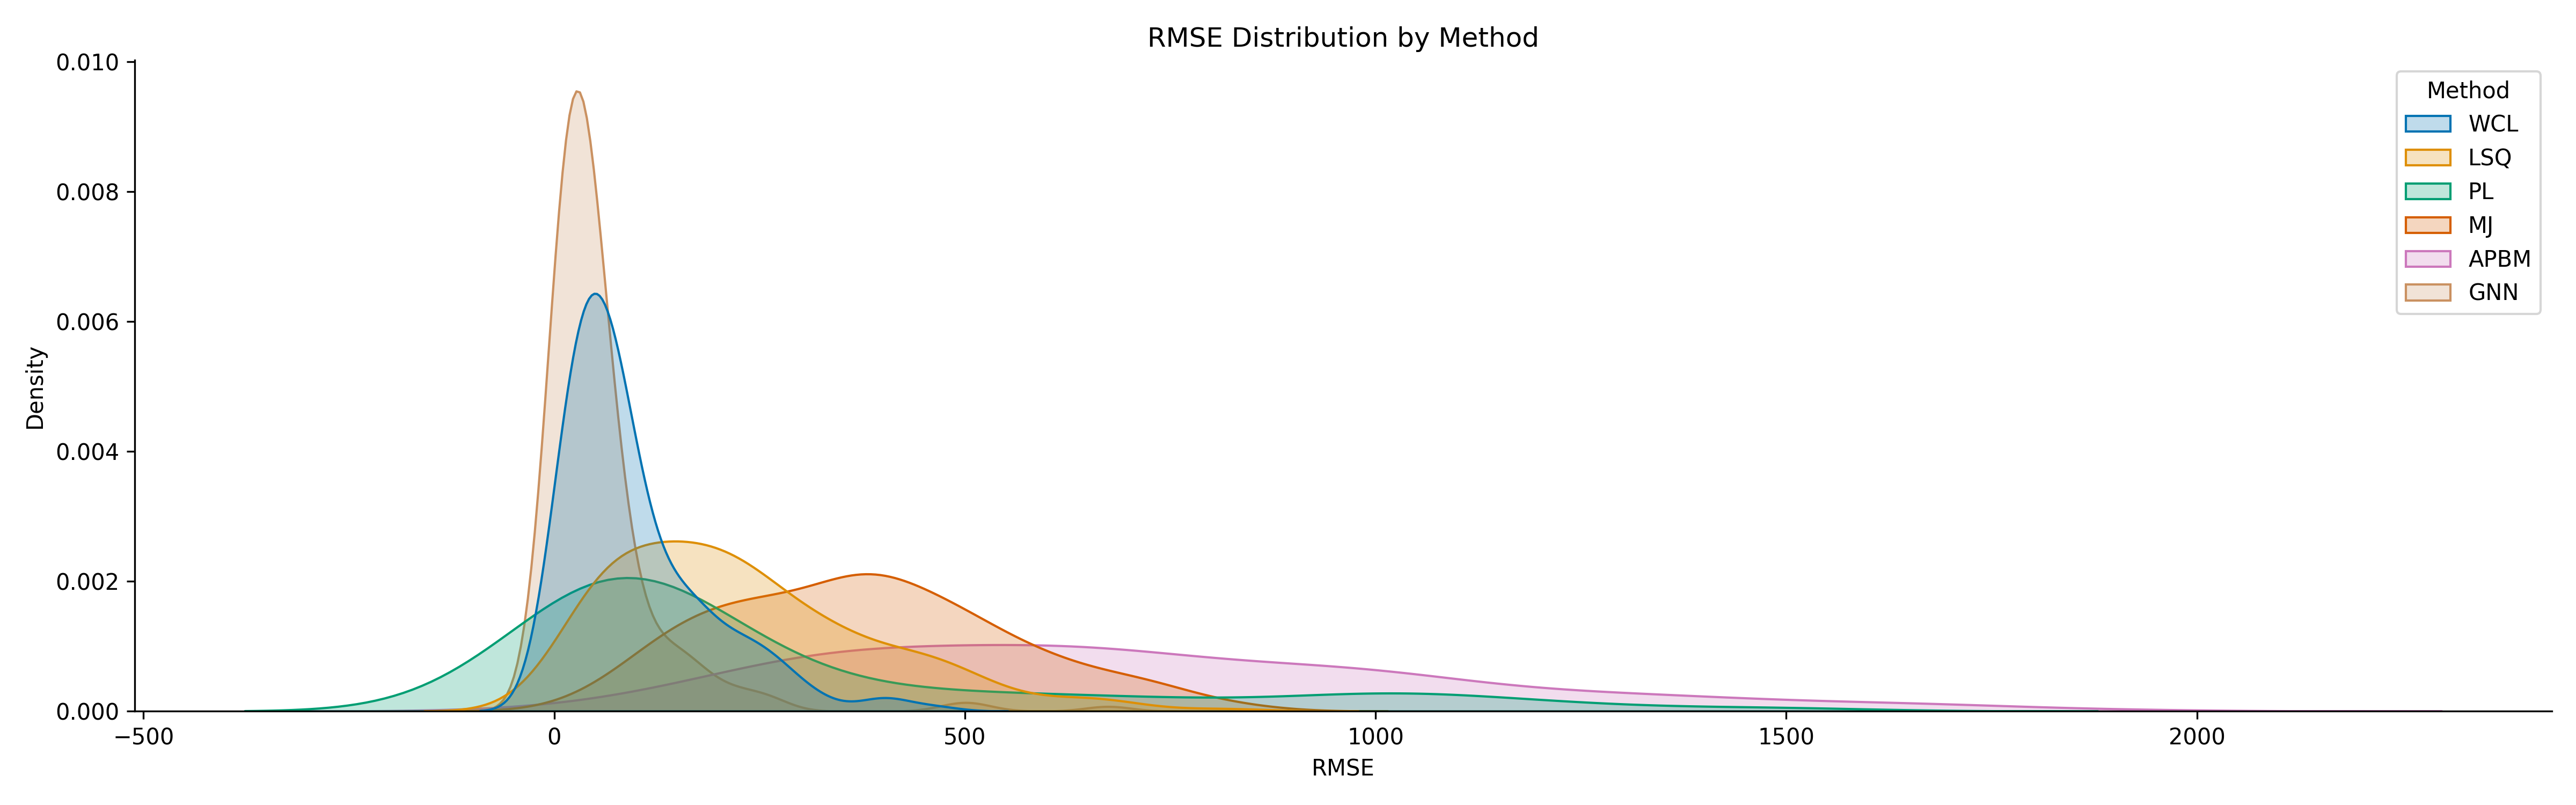 RMSE Distribution by Method
0.010
0.008
0.006
0.004
0.002
0.000
Density
−500
0
500
1000
1500
2000
RMSE
Method
WCL
LSQ
PL
MJ
APBM
GNN